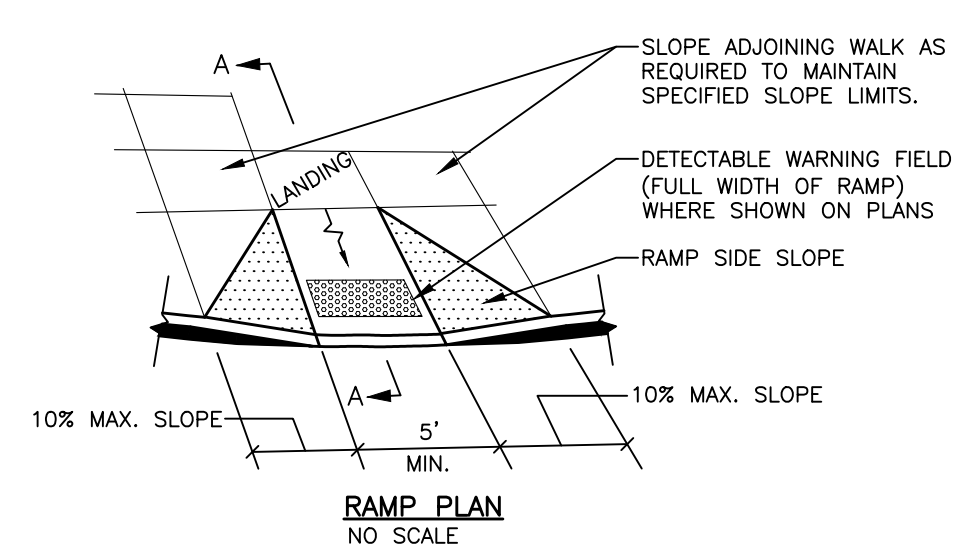 A
SLOPE ADJOINING WALK AS
REQUIRED TO MAINTAIN
SPECIFIED SLOPE LIMITS.
LANDING
DETECTABLE WARNING FIELD
(FULL WIDTH OF RAMP)
WHERE SHOWN ON PLANS
RAMP SIDE SLOPE
A
10% MAX. SLOPE
10% MAX. SLOPE
5'
MIN.
RAMP PLAN
NO SCALE